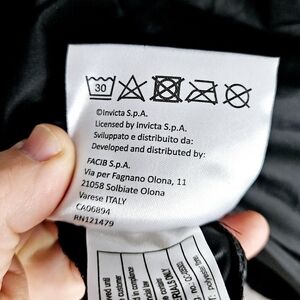 30
©Invicta S.p.A.
Licensed by Invicta S.p.A.
Sviluppato e distribuito da:
Developed and distributed by:
FACIB S.p.A.
Via per Fagnano Olona, 11
21058 Solbiate Olona
Varese ITALY
CA06894
RN121479